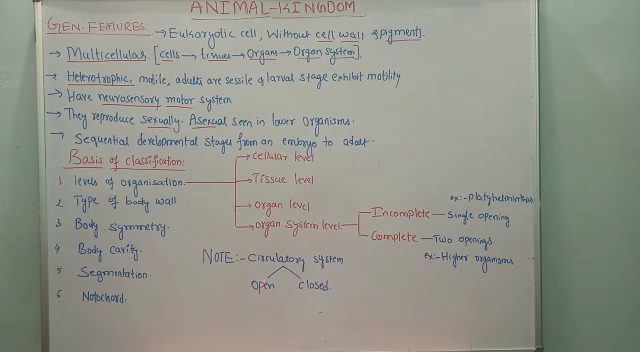 ANIMAL-KINGDOM
GEN-FEATURES: → Eukaryotic cell, Without cell wall & pigment.
→ Multicellular [cells → tissues → Organs → Organ system]
→ Heterotrophic, motile, adults are sessile & larval stage exhibit motility
→ Have neurosensory motor system
→ They reproduce sexually. Asexual seen in lower Organisms.
→ Sequential developmental stages from an embryo to adult.
Basis of classification:
1 levels of organisation → Cellular level
→ Tissue level
→ Organ level
→ organ system level → Incomplete — Single opening
ex:- Platyhelminthes
→ Complete — Two openings
ex:- Higher organisms
2 Type of body wall
3 Body symmetry.
4 Body cavity.
5 Segmentation.
6 Notochord.
NOTE:- Circulatory system
Open closed.